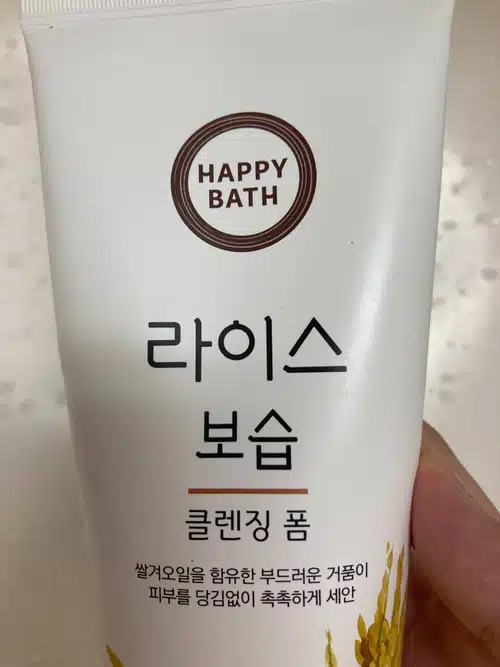 HAPPY
BATH
라이스
보습
클렌징 폼
쌀겨오일을 함유한 부드러운 거품이
피부를 당김없이 촉촉하게 세안